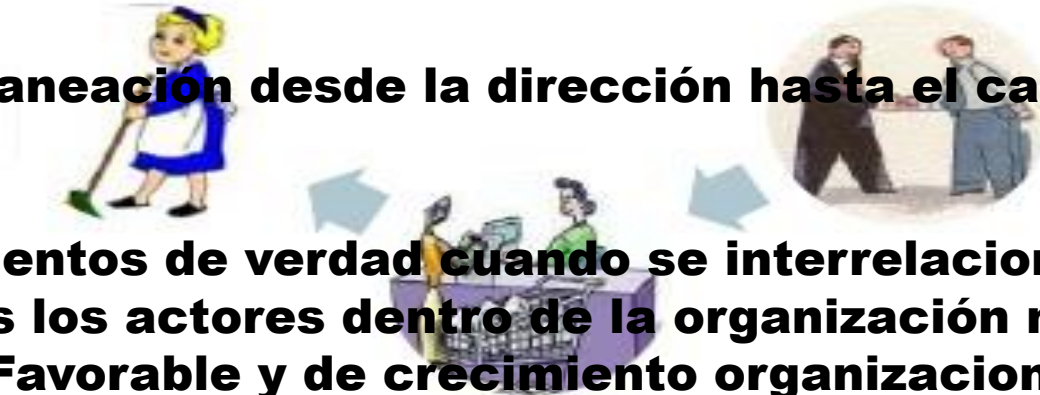 aneación desde la dirección hasta el ca
entos de verdad cuando se interrelacion
s los actores dentro de la organización
Favorable y de crecimiento organizacion